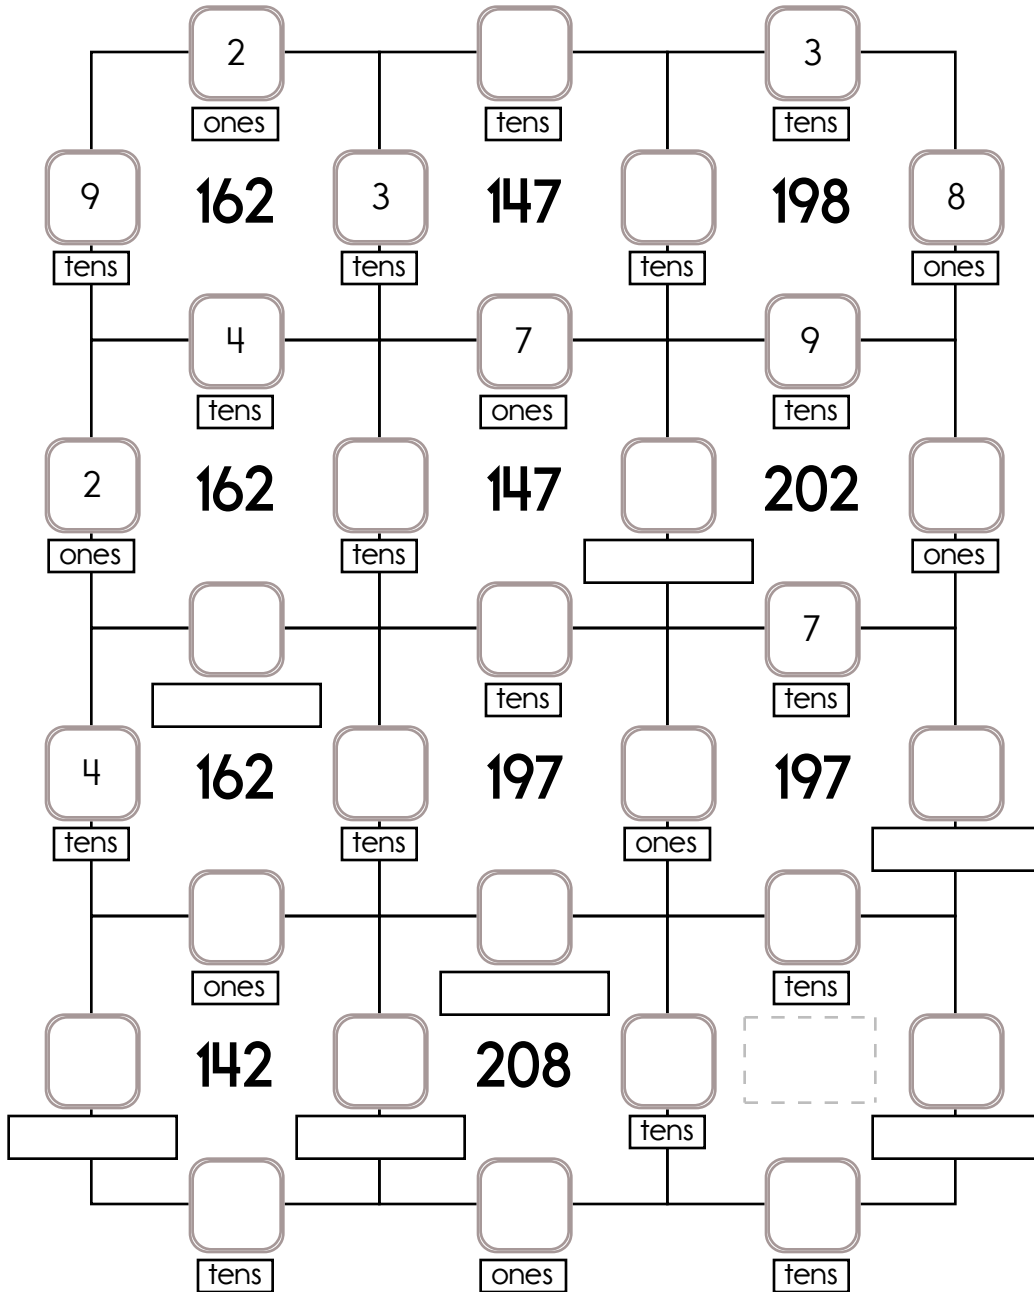 2 3
ones tens tens
9 162 3 147 198 8
tens tens tens ones
4 7 9
tens ones tens
2 162 147 202
ones tens ones
7
tens tens
4 162 197 197
tens tens ones
ones tens
142 208
tens
tens ones tens